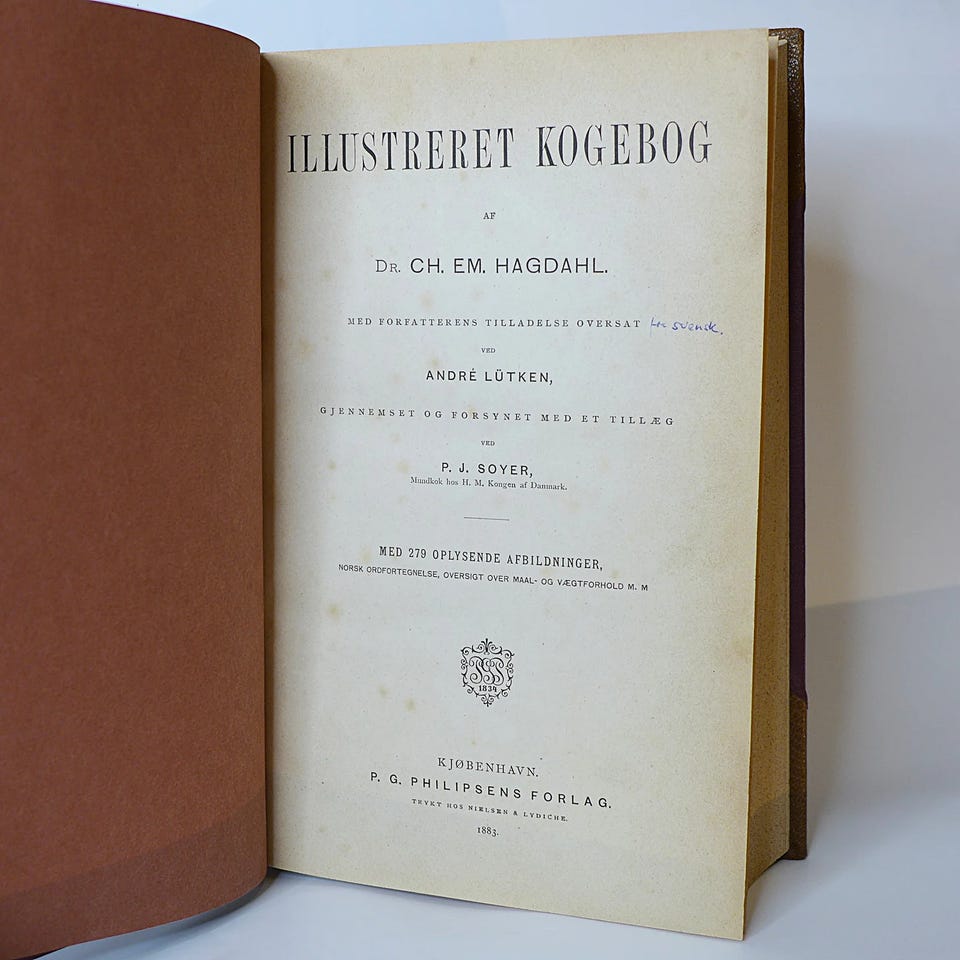 ILLUSTRERET KOGEBOG
AF
DR. CH. EM. HAGDAHL.
MED FORFATTERENS TILLADELSE OVERSAT fra svensk.
VED
ANDRÉ LÜTKEN,
GJENNEMSET OG FORSYNET MED ET TILLÆG
VED
P. J. SOYER,
Mundkok hos H. M. Kongen af Danmark.
MED 279 OPLYSENDE AFBILDNINGER,
NORSK ORDFORTEGNELSE, OVERSIGT OVER MAAL- OG VÆGTFORHOLD M. M
1834
KJØBENHAVN.
P. G. PHILIPSENS FORLAG.
TRYKT HOS NIELSEN & LYDICHE.
1883.